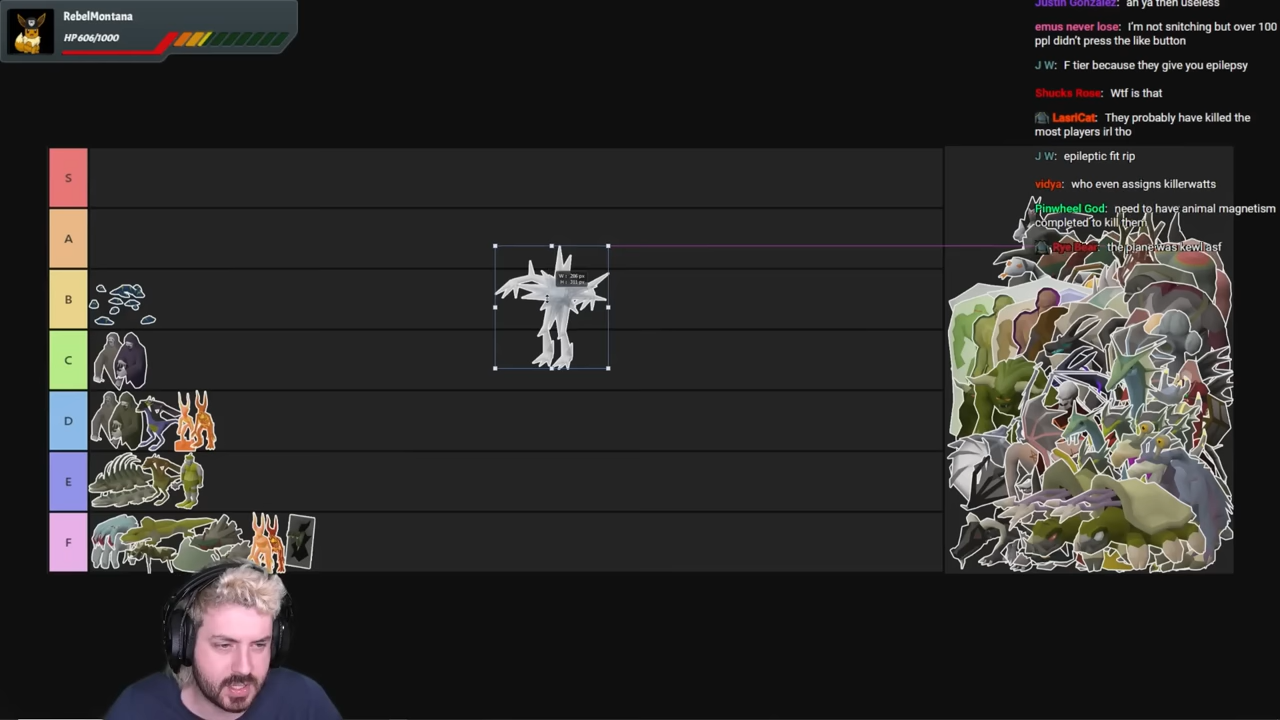 RebelMontana
HP 606/1000
Justin Gonzalez: ah ya then useless
emus never lose: I'm not snitching but over 100
ppl didn't press the like button
J W: F tier because they give you epilepsy
Shucks Rose: Wtf is that
LasriCat: They probably have killed the
most players irl tho
J W: epileptic fit rip
vidya: who even assigns killerwatts
Pinwheel God: need to have animal magnetism
completed to kill them
the plane was kewl asf
S
A
B
C
D
E
F